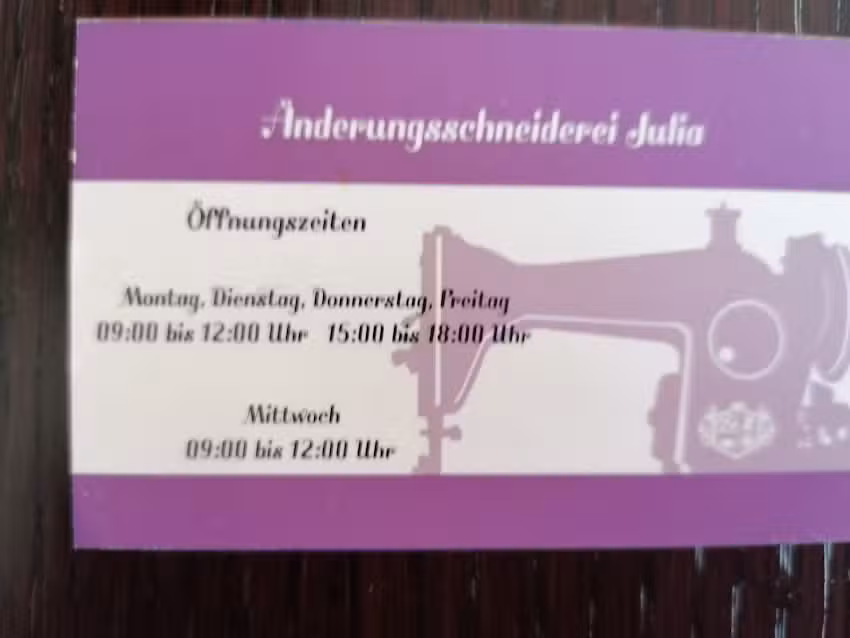 Änderungsschneiderei Julia
Öffnungszeiten
Montag, Dienstag, Donnerstag, Freitag
09:00 bis 12:00 Uhr 15:00 bis 18:00 Uhr
Mittwoch
09:00 bis 12:00 Uhr